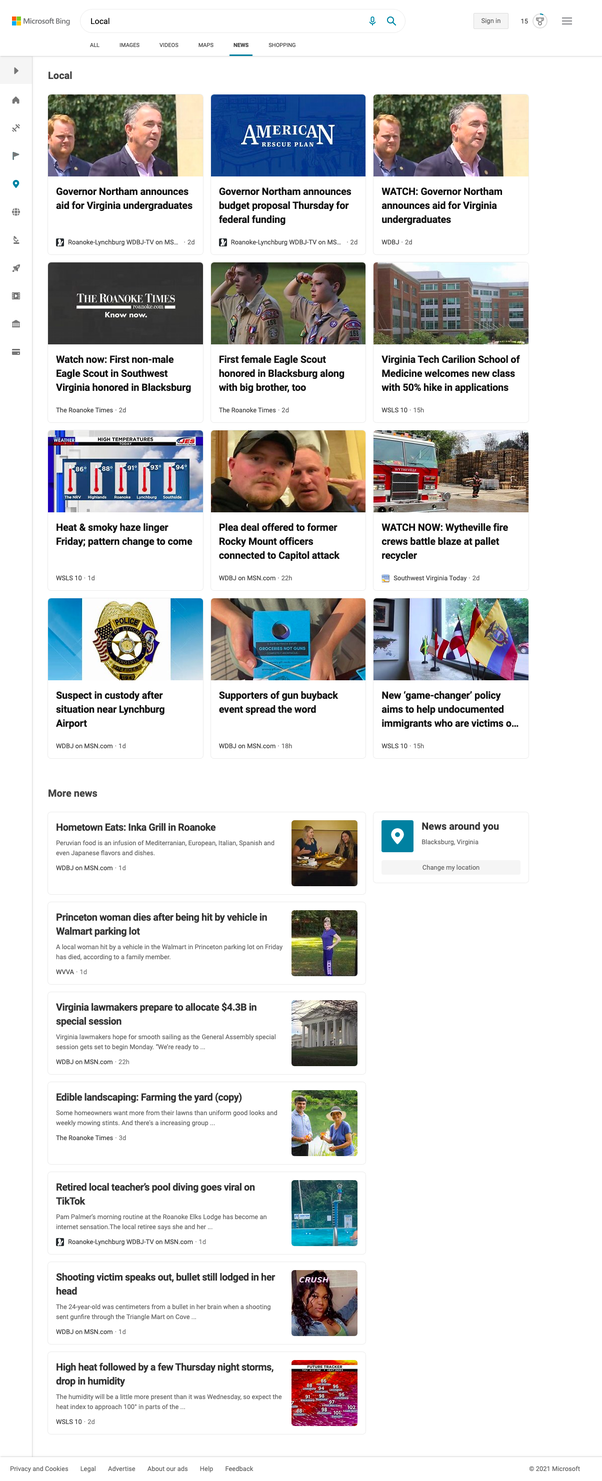 Microsoft Bing
Local
Sign in
15
ALL IMAGES VIDEOS MAPS NEWS SHOPPING
Local
Governor Northam announces
aid for Virginia undergraduates
Roanoke-Lynchburg WDBJ-TV on MS... · 2d
AMERICAN
RESCUE PLAN
Governor Northam announces
budget proposal Thursday for
federal funding
Roanoke-Lynchburg WDBJ-TV on MS... · 2d
WATCH: Governor Northam
announces aid for Virginia
undergraduates
WDBJ · 2d
THE ROANOKE TIMES
roanoke.com
Know now.
Watch now: First non-male
Eagle Scout in Southwest
Virginia honored in Blacksburg
The Roanoke Times · 2d
First female Eagle Scout
honored in Blacksburg along
with big brother, too
The Roanoke Times · 2d
Virginia Tech Carilion School of
Medicine welcomes new class
with 50% hike in applications
WSLS 10 · 15h
WEATHER HIGH TEMPERATURES
TODAY
JES
86° 88° 91° 93° 94°
The NRV Highlands Roanoke Lynchburg Southside
Heat & smoky haze linger
Friday; pattern change to come
WSLS 10 · 1d
Plea deal offered to former
Rocky Mount officers
connected to Capitol attack
WDBJ on MSN.com · 22h
WYTHEVILLE
WATCH NOW: Wytheville fire
crews battle blaze at pallet
recycler
Southwest Virginia Today · 2d
POLICE
Suspect in custody after
situation near Lynchburg
Airport
WDBJ on MSN.com · 1d
GROCERIES NOT GUNS
Supporters of gun buyback
event spread the word
WDBJ on MSN.com · 18h
New ‘game-changer’ policy
aims to help undocumented
immigrants who are victims o...
WSLS 10 · 15h
More news
Hometown Eats: Inka Grill in Roanoke
Peruvian food is an infusion of Mediterranian, European, Italian, Spanish and
even Japanese flavors and dishes.
WDBJ on MSN.com · 1d
News around you
Blacksburg, Virginia
Change my location
Princeton woman dies after being hit by vehicle in
Walmart parking lot
A local woman hit by a vehicle in the Walmart in Princeton parking lot on Friday
has died, according to a family member.
WVVA · 1d
Virginia lawmakers prepare to allocate $4.3B in
special session
Virginia lawmakers hope for smooth sailing as the General Assembly special
session gets set to begin Monday. "We're ready to ...
WDBJ on MSN.com · 22h
Edible landscaping: Farming the yard (copy)
Some homeowners want more from their lawns than uniform good looks and
weekly mowing stints. And there's a increasing group ...
The Roanoke Times · 3d
Retired local teacher’s pool diving goes viral on
TikTok
Pam Palmer's morning routine at the Roanoke Elks Lodge has become an
internet sensation.The local retiree says she and her ...
Roanoke-Lynchburg WDBJ-TV on MSN.com · 1d
Shooting victim speaks out, bullet still lodged in her
head
The 24-year-old was centimeters from a bullet in her brain when a shooting
sent gunfire through the Triangle Mart on Cove ...
WDBJ on MSN.com · 1d
CRUSH
High heat followed by a few Thursday night storms,
drop in humidity
The humidity will be a little more present than it was Wednesday, so expect the
heat index to approach 100° in parts of the ...
WSLS 10 · 2d
FUTURE TRACKER
Privacy and Cookies Legal Advertise About our ads Help Feedback © 2021 Microsoft